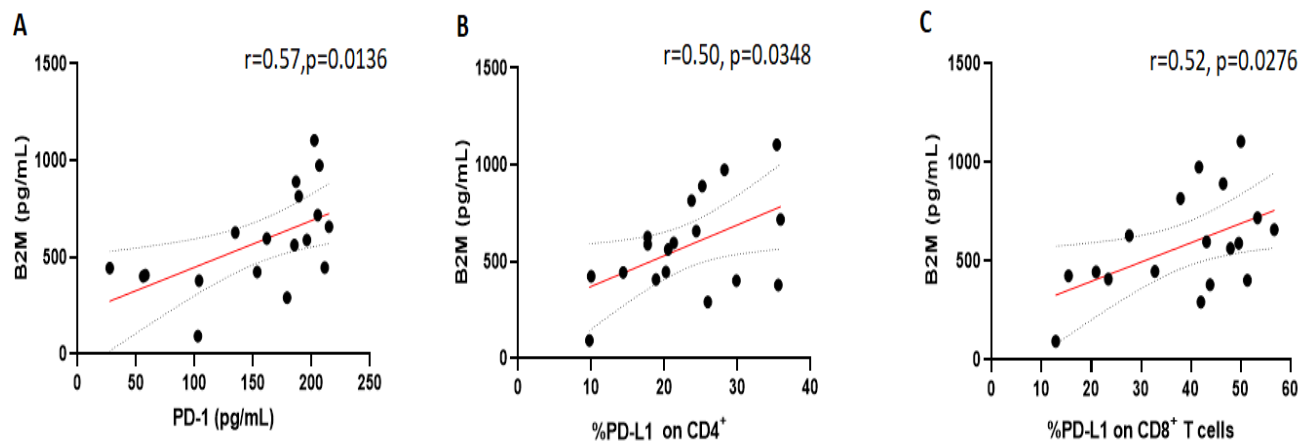 A
r=0.57,p=0.0136
1500
1000
500
0
B2M (pg/mL)
0 50 100 150 200 250
PD-1 (pg/mL)
B
r=0.50, p=0.0348
1500
1000
500
0
B2M (pg/mL)
0 10 20 30 40
%PD-L1 on CD4⁺
C
r=0.52, p=0.0276
1500
1000
500
0
B2M (pg/mL)
0 10 20 30 40 50 60
%PD-L1 on CD8⁺ T cells